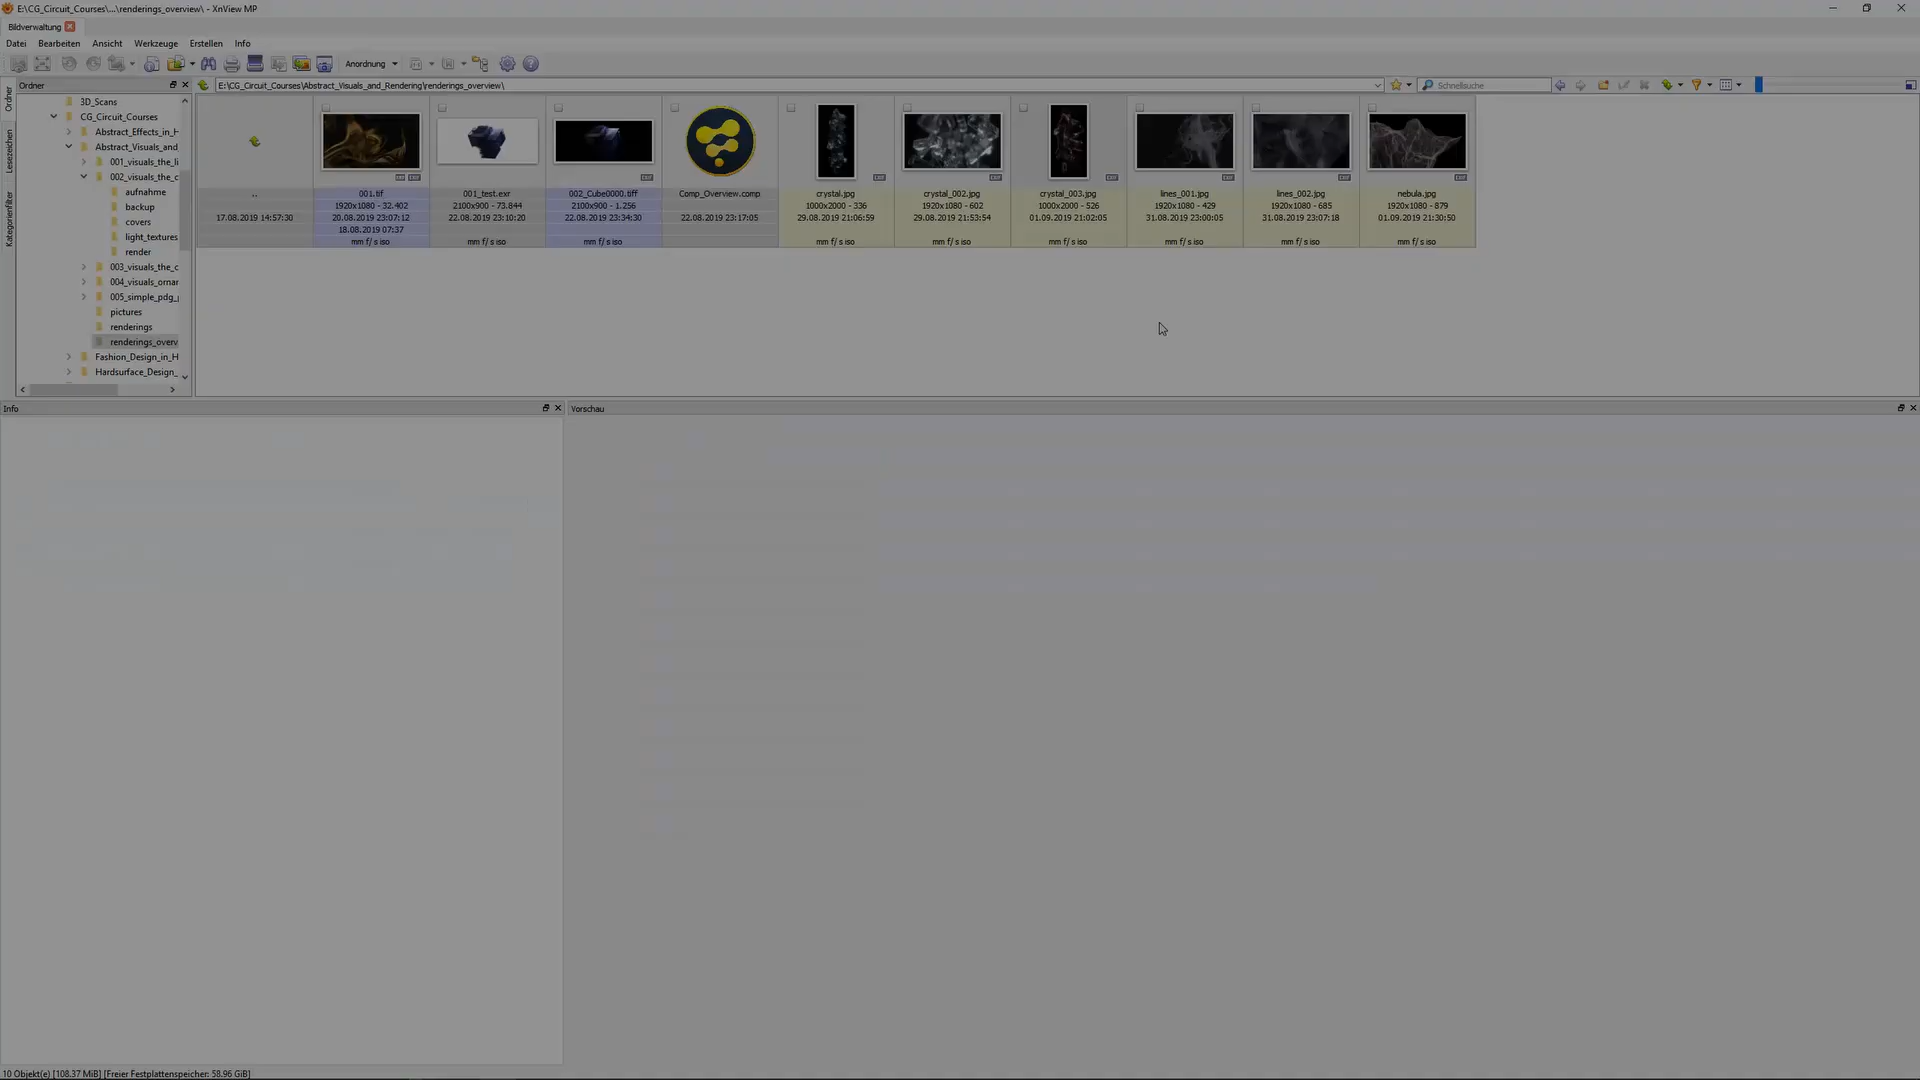 E:\CG_Circuit_Courses\...\renderings_overview\ - XnView MP
Bildverwaltung
Datei Bearbeiten Ansicht Werkzeuge Erstellen Info
Anordnung
Ordner
E:\CG_Circuit_Courses\Abstract_Visuals_and_Rendering\renderings_overview\
Schnellsuche
Ordner
Lesezeichen
Kategorienfilter
3D_Scans
CG_Circuit_Courses
Abstract_Effects_in_H
Abstract_Visuals_and_
001_visuals_the_li
002_visuals_the_c
aufnahme
backup
covers
light_textures
render
003_visuals_the_c
004_visuals_ornar
005_simple_pdg_
pictures
renderings
renderings_overv
Fashion_Design_in_H
Hardsurface_Design_
..
17.08.2019 14:57:30
001.tif
1920x1080 - 32.402
20.08.2019 23:07:12
18.08.2019 07:37
mm f/ s iso
001_test.exr
2100x900 - 73.844
22.08.2019 23:10:20
mm f/ s iso
002_Cube0000.tiff
2100x900 - 1.256
22.08.2019 23:34:30
mm f/ s iso
Comp_Overview.comp
22.08.2019 23:17:05
crystal.jpg
1000x2000 - 336
29.08.2019 21:06:59
mm f/ s iso
crystal_002.jpg
1920x1080 - 602
29.08.2019 21:53:54
mm f/ s iso
crystal_003.jpg
1000x2000 - 526
01.09.2019 21:02:05
mm f/ s iso
lines_001.jpg
1920x1080 - 429
31.08.2019 23:00:05
mm f/ s iso
lines_002.jpg
1920x1080 - 685
31.08.2019 23:07:18
mm f/ s iso
nebula.jpg
1920x1080 - 879
01.09.2019 21:30:50
mm f/ s iso
Info
Vorschau
10 Objekt(e) [108.37 MiB] [Freier Festplattenspeicher: 58.96 GiB]